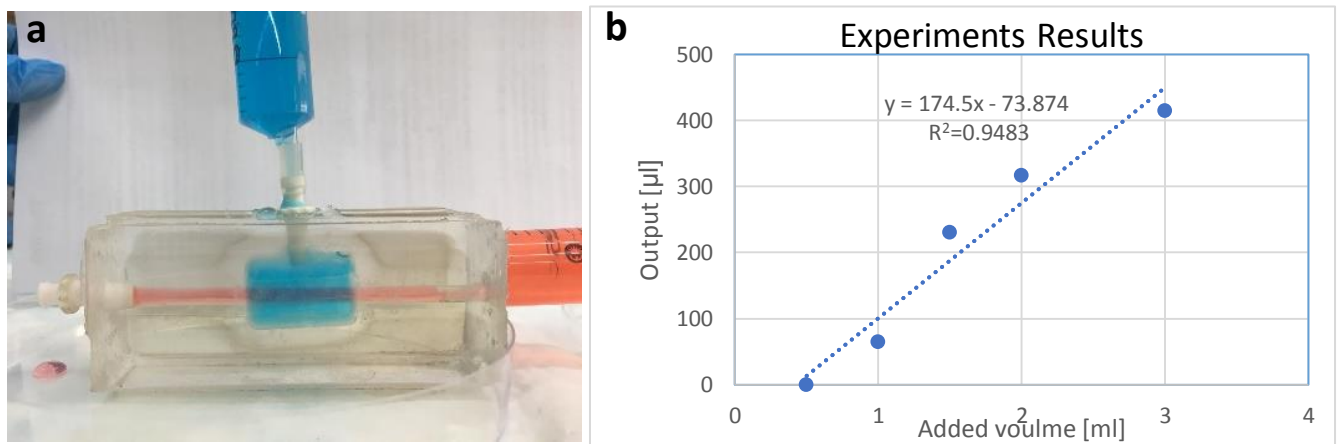 a
b
Experiments Results
y = 174.5x - 73.874
R²=0.9483
Output [µl]
500
400
300
200
100
0
0
1
2
3
4
Added voulme [ml]